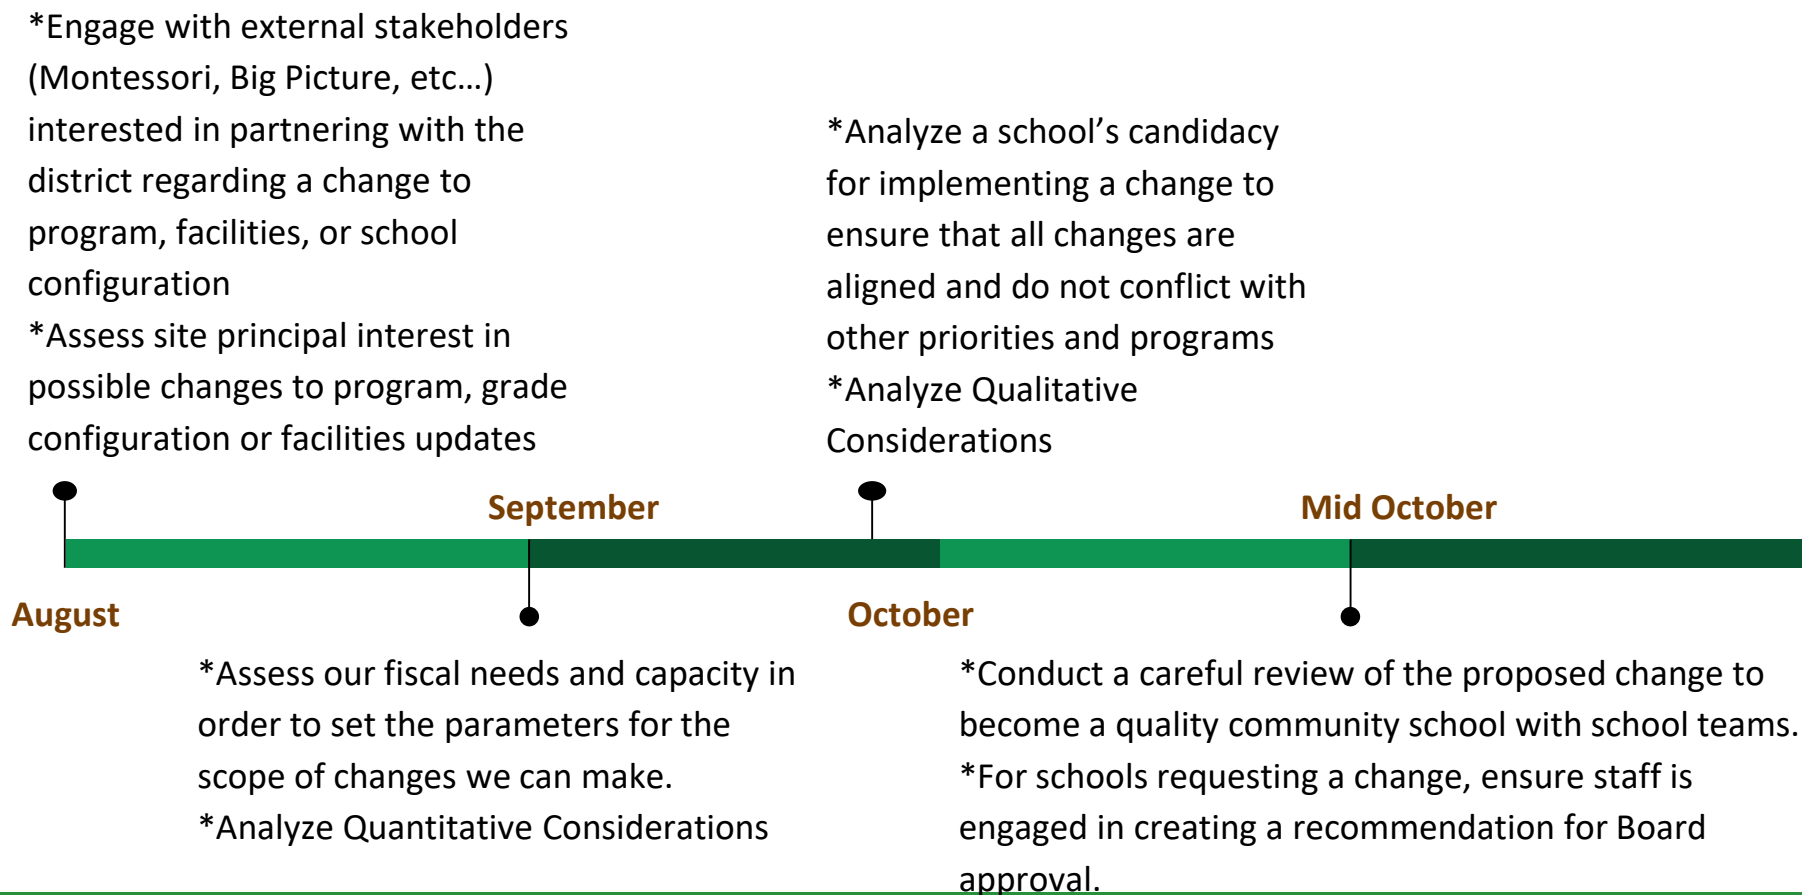 *Engage with external stakeholders
(Montessori, Big Picture, etc…)
interested in partnering with the
district regarding a change to
program, facilities, or school
configuration
*Assess site principal interest in
possible changes to program, grade
configuration or facilities updates
*Analyze a school’s candidacy
for implementing a change to
ensure that all changes are
aligned and do not conflict with
other priorities and programs
*Analyze Qualitative
Considerations
September
Mid October
August
October
*Assess our fiscal needs and capacity in
order to set the parameters for the
scope of changes we can make.
*Analyze Quantitative Considerations
*Conduct a careful review of the proposed change to
become a quality community school with school teams.
*For schools requesting a change, ensure staff is
engaged in creating a recommendation for Board
approval.